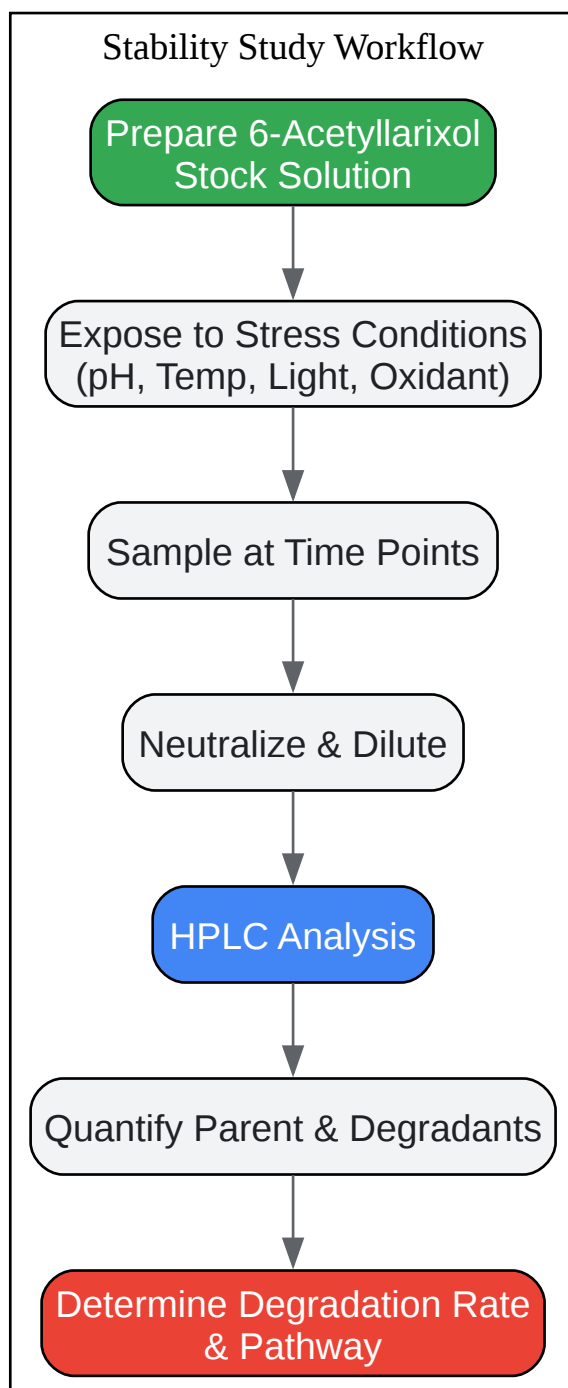 Stability Study Workflow
Prepare 6-Acetyllarixol
Stock Solution
Expose to Stress Conditions
(pH, Temp, Light, Oxidant)
Sample at Time Points
Neutralize & Dilute
HPLC Analysis
Quantify Parent & Degradants
Determine Degradation Rate
& Pathway